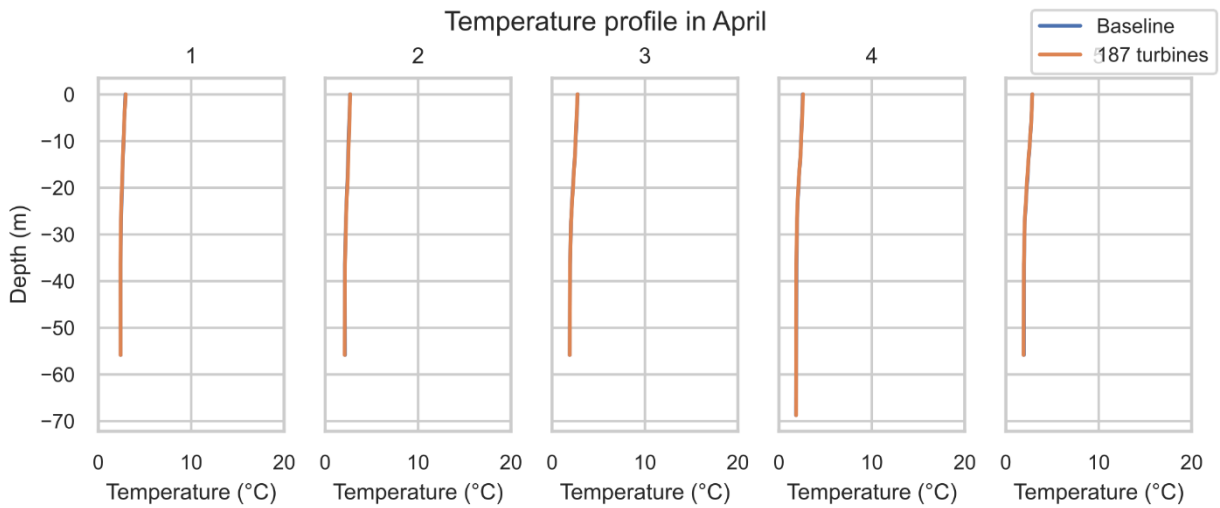 Temperature profile in April
Baseline
187 turbines
1
2
3
4
5
0
−10
−20
−30
−40
−50
−60
−70
Depth (m)
0 10 20
0 10 20
0 10 20
0 10 20
0 10 20
Temperature (°C)
Temperature (°C)
Temperature (°C)
Temperature (°C)
Temperature (°C)